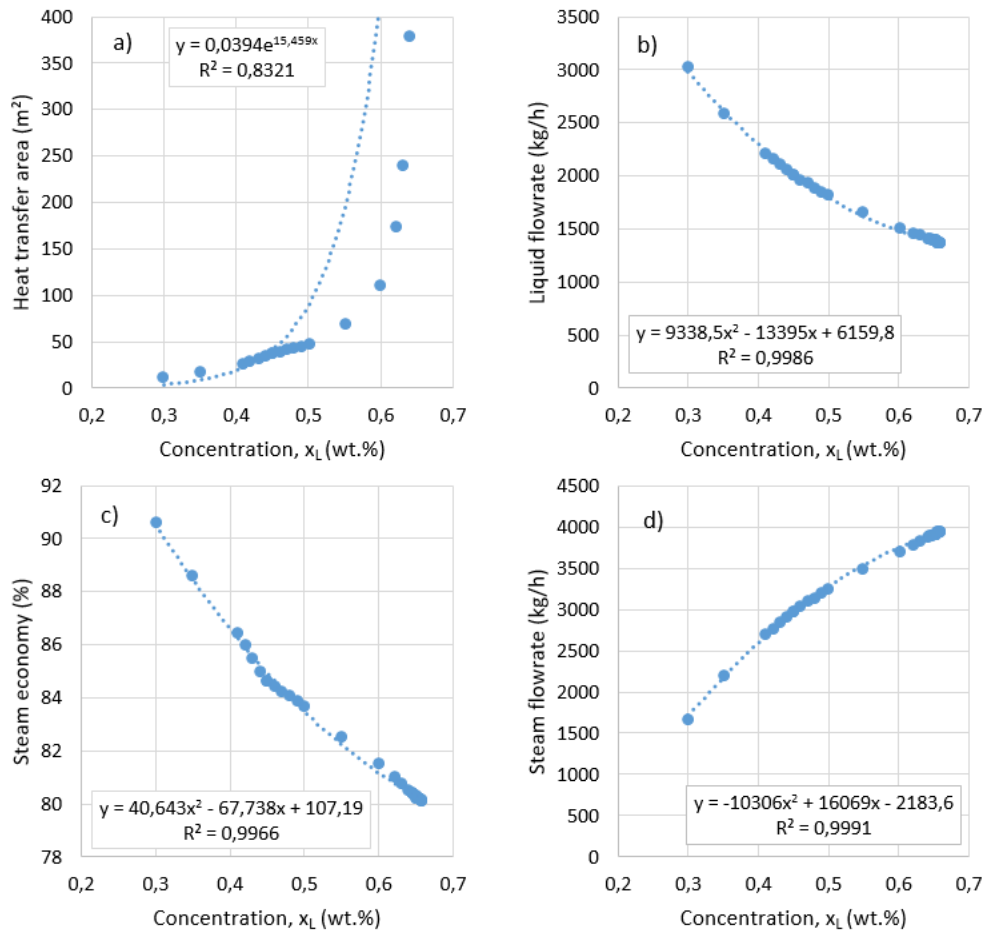 a)
y = 0,0394e^15,459x
R² = 0,8321
Heat transfer area (m²)
400
350
300
250
200
150
100
50
0
0,2 0,3 0,4 0,5 0,6 0,7
Concentration, x_L (wt.%)
b)
Liquid flowrate (kg/h)
3500
3000
2500
2000
1500
1000
500
0
y = 9338,5x² - 13395x + 6159,8
R² = 0,9986
0,2 0,3 0,4 0,5 0,6 0,7
Concentration, x_L (wt.%)
c)
Steam economy (%)
92
90
88
86
84
82
80
78
y = 40,643x² - 67,738x + 107,19
R² = 0,9966
0,2 0,3 0,4 0,5 0,6 0,7
Concentration, x_L (wt.%)
d)
Steam flowrate (kg/h)
4500
4000
3500
3000
2500
2000
1500
1000
500
0
y = -10306x² + 16069x - 2183,6
R² = 0,9991
0,2 0,3 0,4 0,5 0,6 0,7
Concentration, x_L (wt.%)